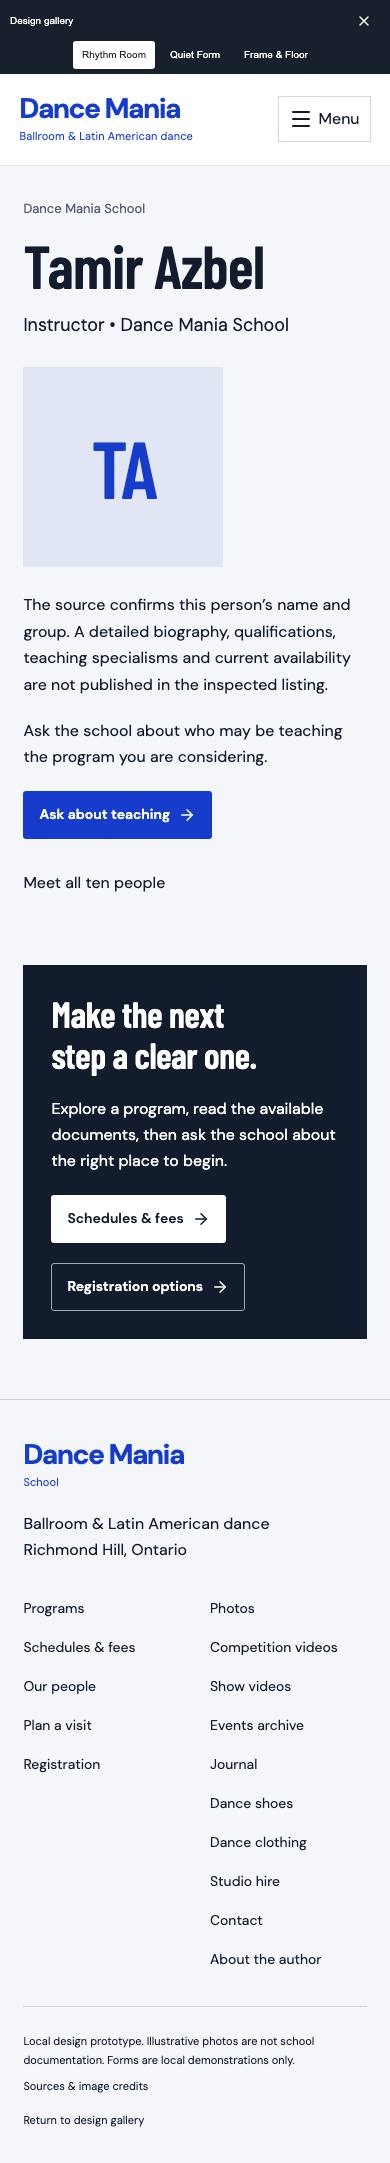 Design gallery
Rhythm Room
Quiet Form
Frame & Floor
Dance Mania
Ballroom & Latin American dance
Menu
Dance Mania School
Tamir Azbel
Instructor • Dance Mania School
TA
The source confirms this person’s name and
group. A detailed biography, qualifications,
teaching specialisms and current availability
are not published in the inspected listing.
Ask the school about who may be teaching
the program you are considering.
Ask about teaching
Meet all ten people
Make the next
step a clear one.
Explore a program, read the available
documents, then ask the school about
the right place to begin.
Schedules & fees
Registration options
Dance Mania
School
Ballroom & Latin American dance
Richmond Hill, Ontario
Programs
Schedules & fees
Our people
Plan a visit
Registration
Photos
Competition videos
Show videos
Events archive
Journal
Dance shoes
Dance clothing
Studio hire
Contact
About the author
Local design prototype. Illustrative photos are not school
documentation. Forms are local demonstrations only.
Sources & image credits
Return to design gallery